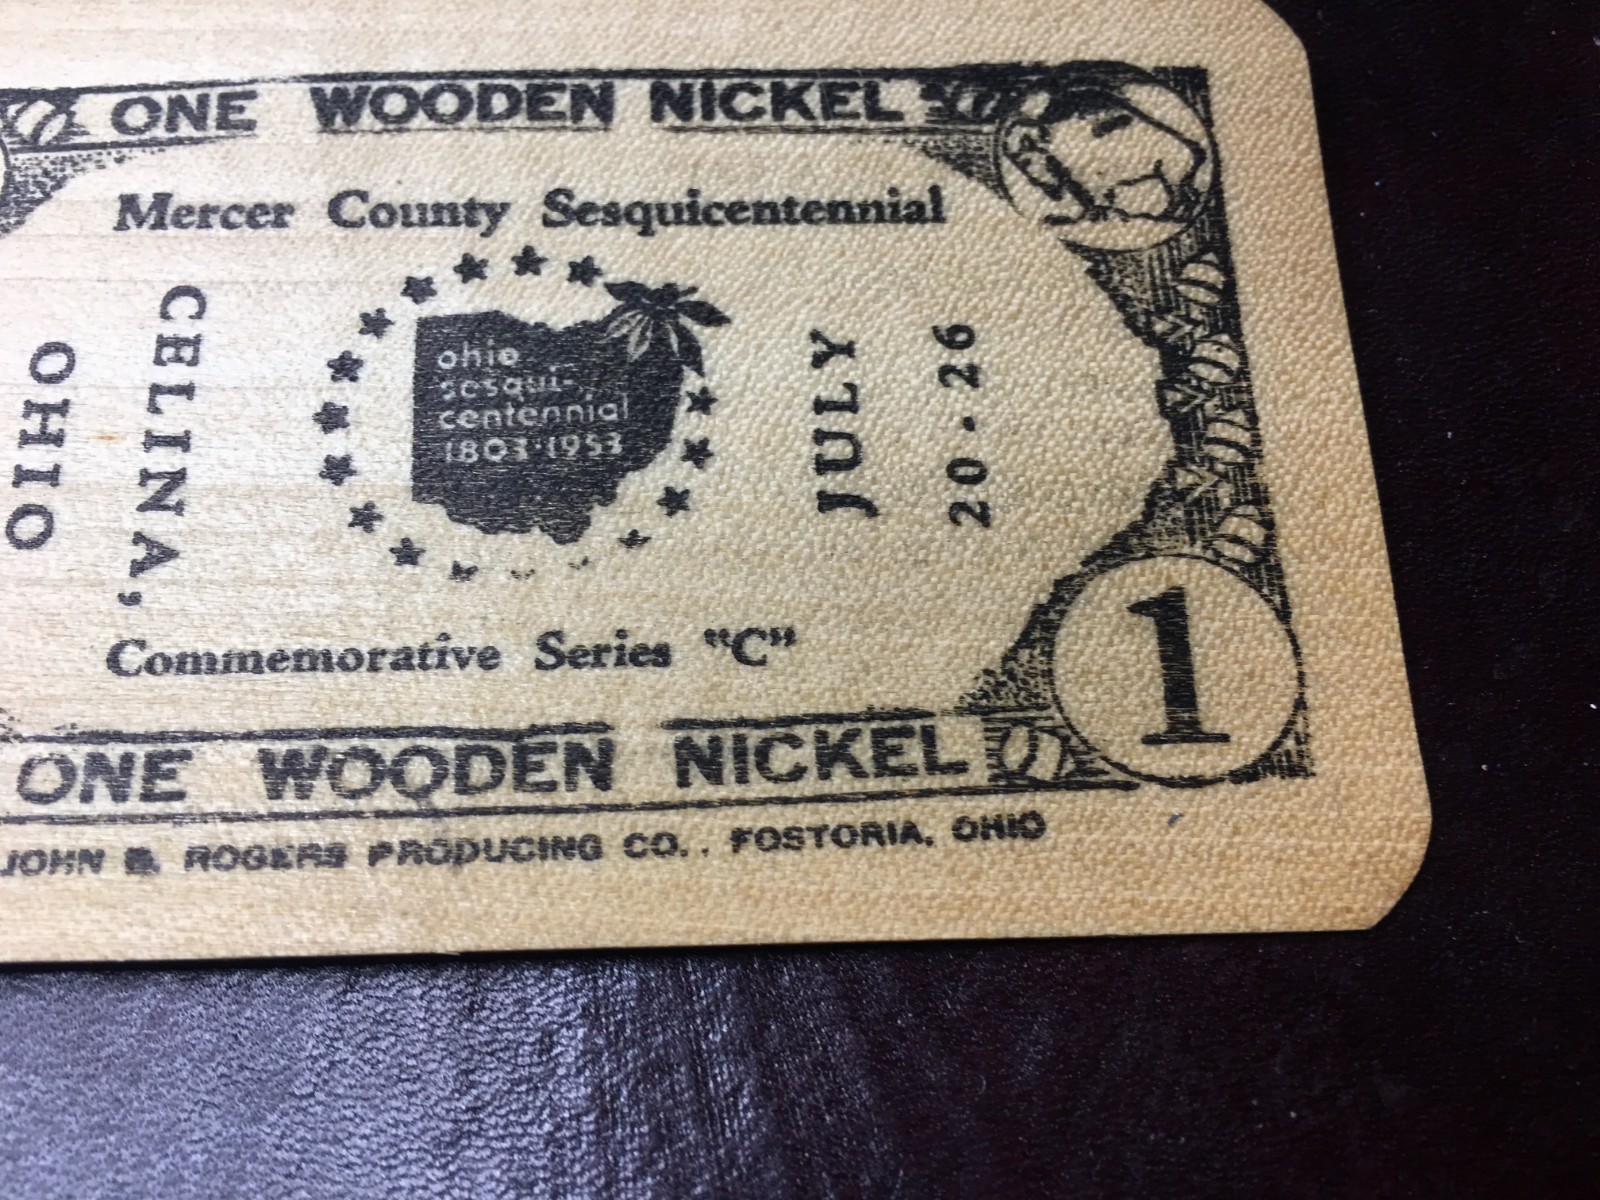 ONE WOODEN NICKEL
Mercer County Sesquicentennial
OHIO
CELINA,
ohio
sesqui-
centennial
1803·1953
JULY
20-26
Commemorative Series "C"
1
ONE WOODEN NICKEL
JOHN B. ROGERS PRODUCING CO., FOSTORIA, OHIO